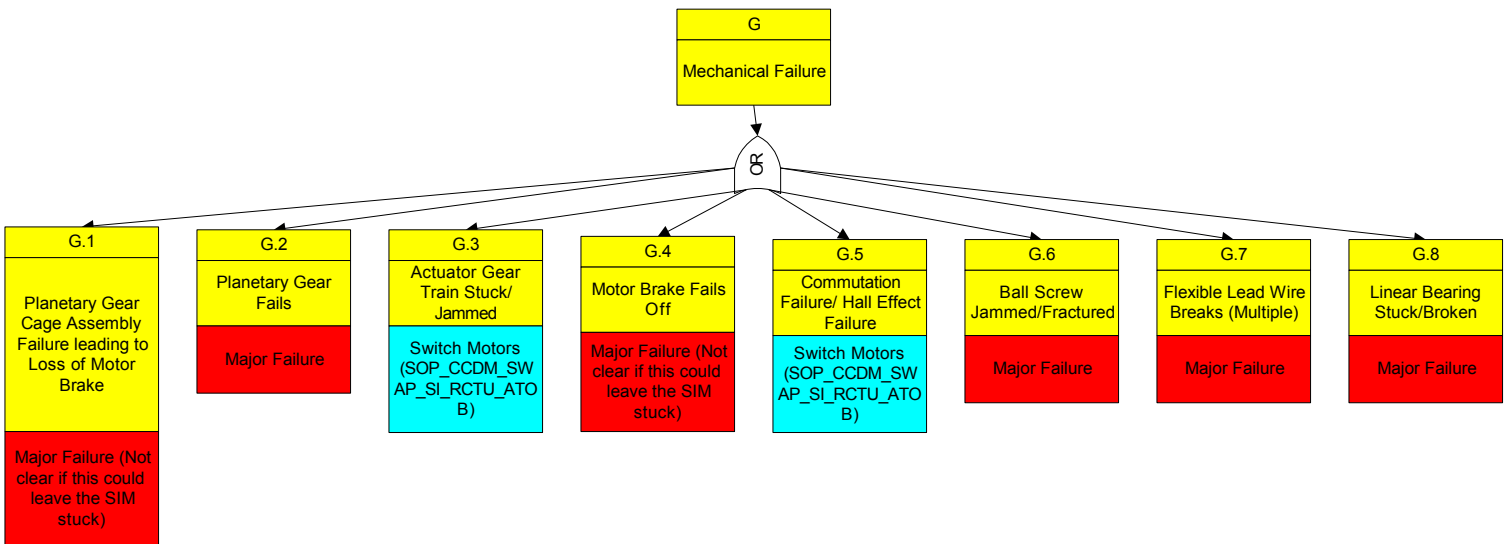 G
Mechanical Failure
OR
G.1
Planetary Gear
Cage Assembly
Failure leading to
Loss of Motor
Brake
Major Failure (Not
clear if this could
leave the SIM
stuck)
G.2
Planetary Gear
Fails
Major Failure
G.3
Actuator Gear
Train Stuck/
Jammed
Switch Motors
(SOP_CCDM_SW
AP_SI_RCTU_ATO
B)
G.4
Motor Brake Fails
Off
Major Failure (Not
clear if this could
leave the SIM
stuck)
G.5
Commutation
Failure/ Hall Effect
Failure
Switch Motors
(SOP_CCDM_SW
AP_SI_RCTU_ATO
B)
G.6
Ball Screw
Jammed/Fractured
Major Failure
G.7
Flexible Lead Wire
Breaks (Multiple)
Major Failure
G.8
Linear Bearing
Stuck/Broken
Major Failure